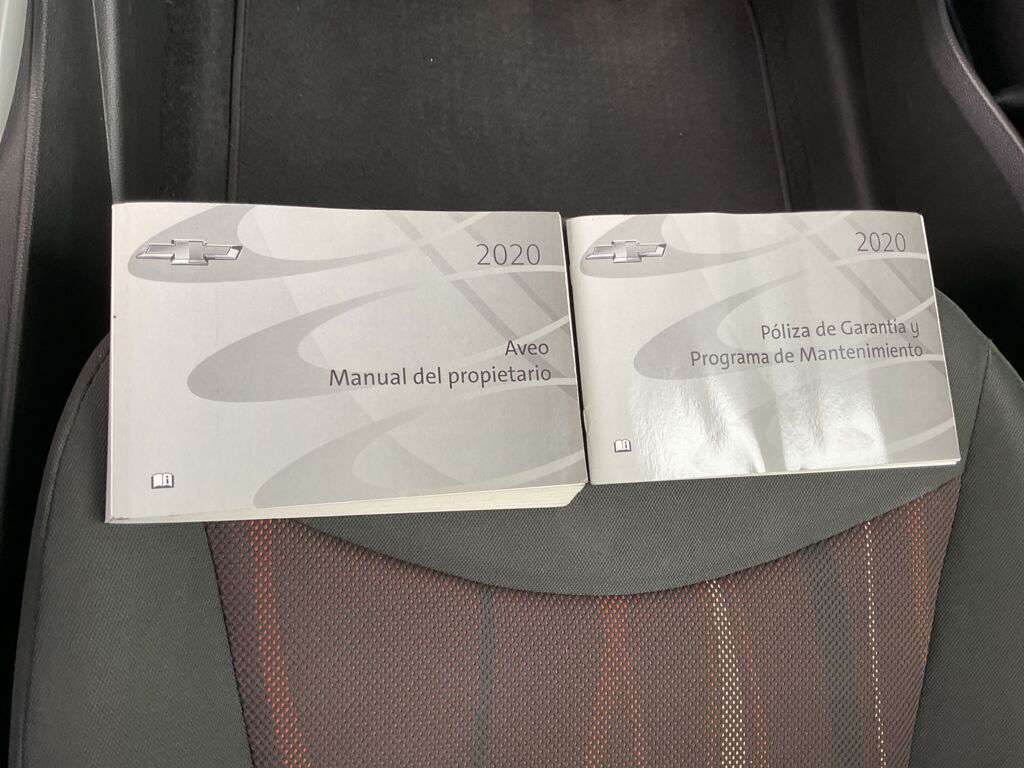 2020
Aveo
Manual del propietario
2020
Póliza de Garantía y
Programa de Mantenimiento